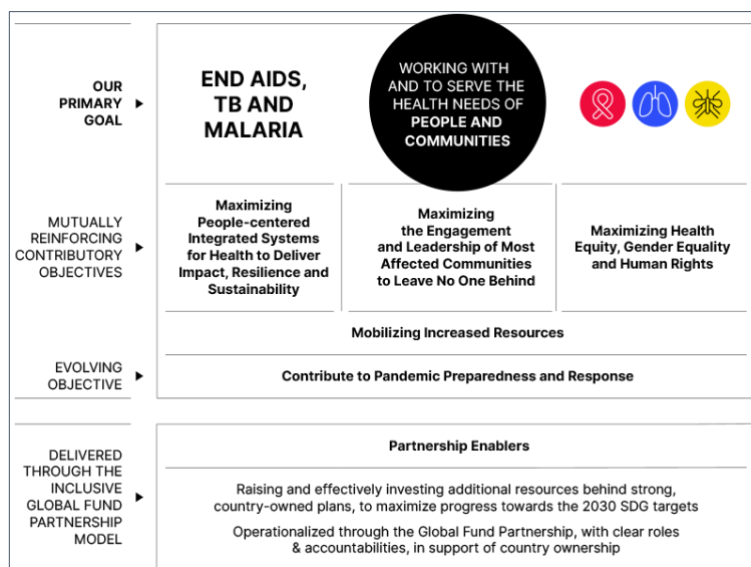 OUR
PRIMARY
GOAL
END AIDS,
TB AND
MALARIA
WORKING WITH
AND TO SERVE THE
HEALTH NEEDS OF
PEOPLE AND
COMMUNITIES
MUTUALLY
REINFORCING
CONTRIBUTORY
OBJECTIVES
Maximizing
People-centered
Integrated Systems
for Health to Deliver
Impact, Resilience and
Sustainability
Maximizing
the Engagement
and Leadership of Most
Affected Communities
to Leave No One Behind
Maximizing Health
Equity, Gender Equality
and Human Rights
Mobilizing Increased Resources
EVOLVING
OBJECTIVE
Contribute to Pandemic Preparedness and Response
DELIVERED
THROUGH THE
INCLUSIVE
GLOBAL FUND
PARTNERSHIP
MODEL
Partnership Enablers
Raising and effectively investing additional resources behind strong,
country-owned plans, to maximize progress towards the 2030 SDG targets
Operationalized through the Global Fund Partnership, with clear roles
& accountabilities, in support of country ownership